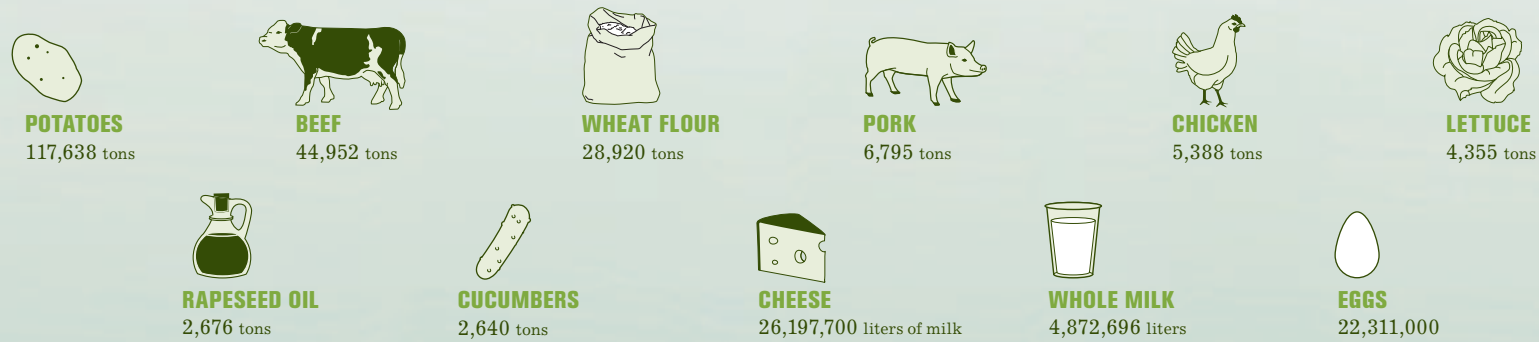 POTATOES
117,638 tons
BEEF
44,952 tons
WHEAT FLOUR
28,920 tons
PORK
6,795 tons
CHICKEN
5,388 tons
LETTUCE
4,355 tons
RAPESEED OIL
2,676 tons
CUCUMBERS
2,640 tons
CHEESE
26,197,700 liters of milk
WHOLE MILK
4,872,696 liters
EGGS
22,311,000